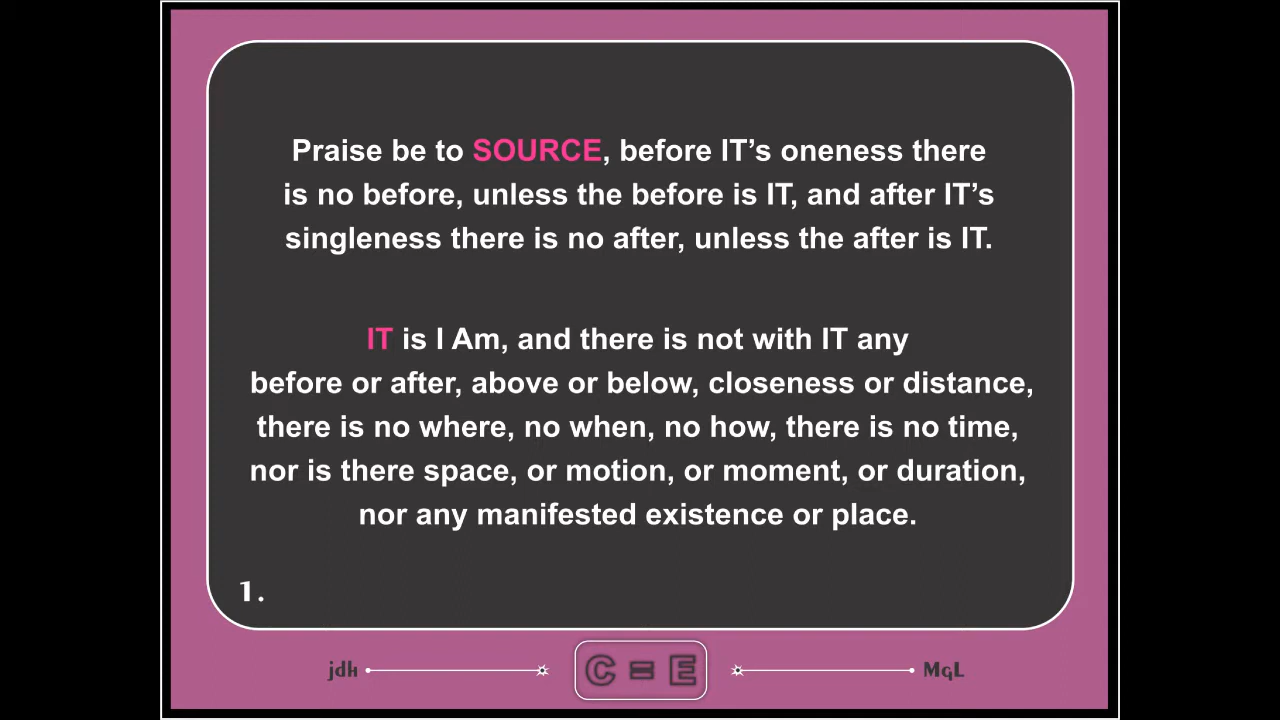 Praise be to SOURCE, before IT’s oneness there
is no before, unless the before is IT, and after IT’s
singleness there is no after, unless the after is IT.
IT is I Am, and there is not with IT any
before or after, above or below, closeness or distance,
there is no where, no when, no how, there is no time,
nor is there space, or motion, or moment, or duration,
nor any manifested existence or place.
1.
jdh
C = E
MqL